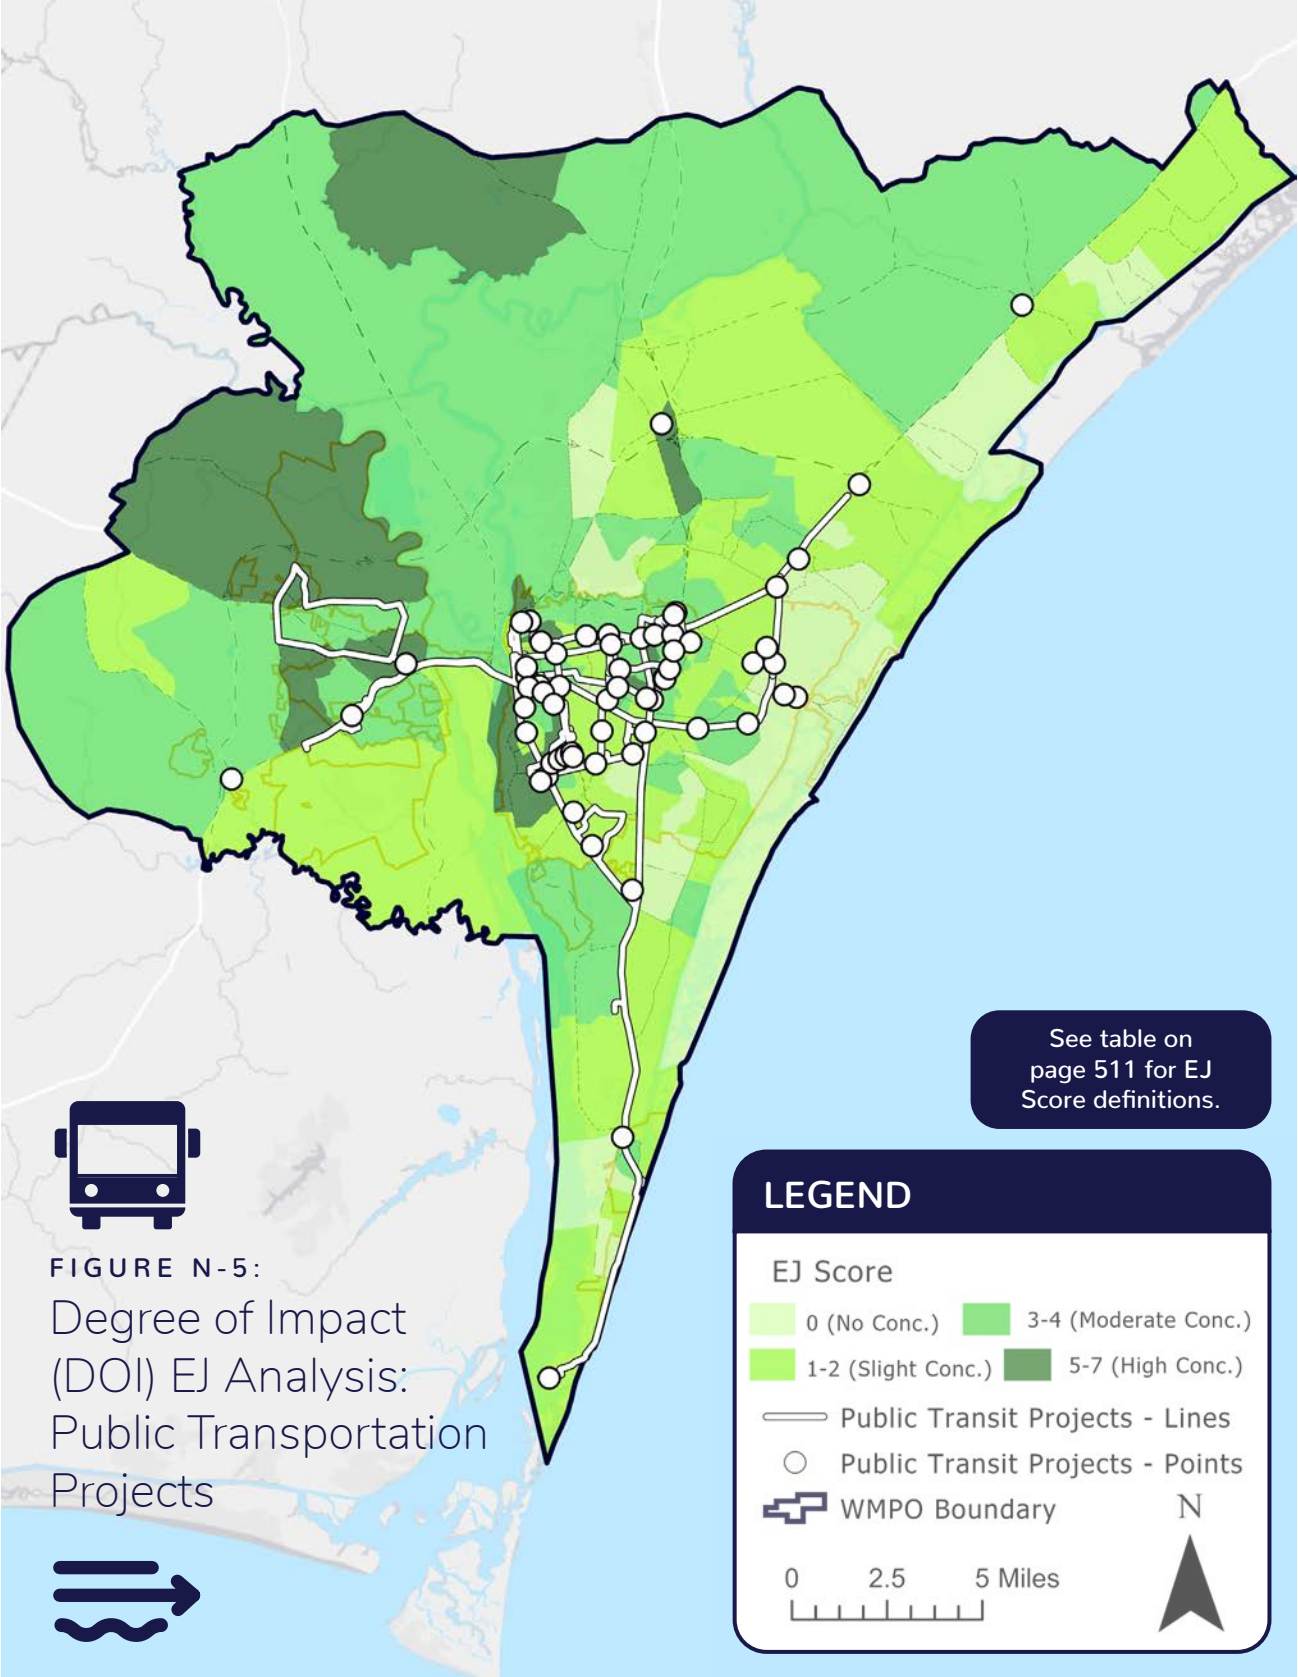 See table on
page 511 for EJ
Score definitions.
FIGURE N-5:
Degree of Impact
(DOI) EJ Analysis:
Public Transportation
Projects
LEGEND
EJ Score
0 (No Conc.)
3-4 (Moderate Conc.)
1-2 (Slight Conc.)
5-7 (High Conc.)
Public Transit Projects - Lines
Public Transit Projects - Points
WMPO Boundary
N
0 2.5 5 Miles